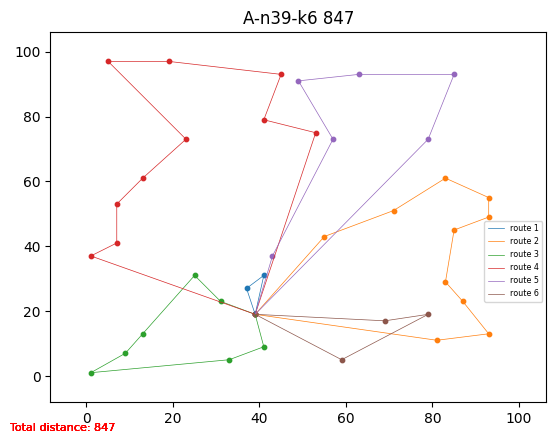 A-n39-k6 847
100
80
60
40
20
0
route 1
route 2
route 3
route 4
route 5
route 6
0 20 40 60 80 100
Total distance: 847